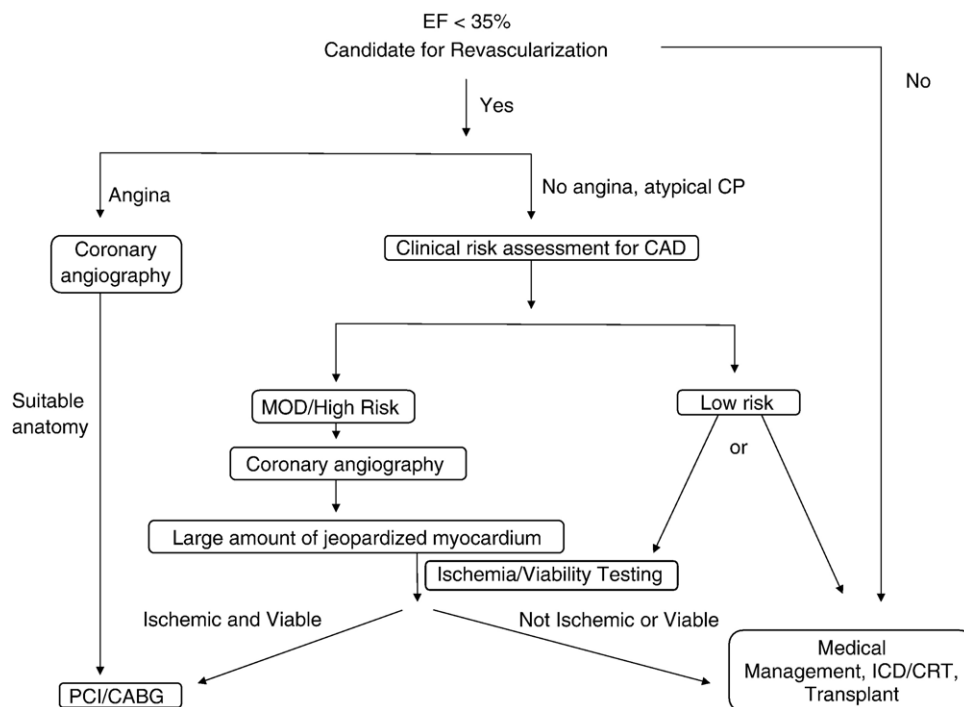 EF < 35%
Candidate for Revascularization
No
Yes
Angina
No angina, atypical CP
Coronary
angiography
Clinical risk assessment for CAD
Suitable
anatomy
MOD/High Risk
Low risk
Coronary angiography
or
Large amount of jeopardized myocardium
Ischemia/Viability Testing
Ischemic and Viable
Not Ischemic or Viable
PCI/CABG
Medical
Management, ICD/CRT,
Transplant